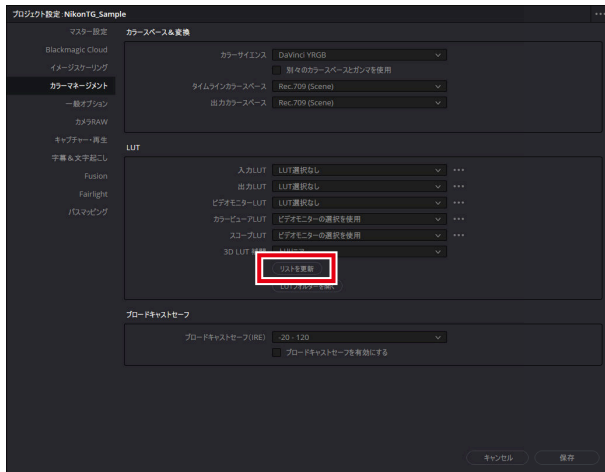 プロジェクト設定:NikonTG_Sample
マスター設定
Blackmagic Cloud
イメージスケーリング
カラーマネージメント
一般オプション
カメラRAW
キャプチャー・再生
字幕&文字起こし
Fusion
Fairlight
パスマッピング
カラースペース&変換
カラーサイエンス DaVinci YRGB
別々のカラースペースとガンマを使用
タイムラインカラースペース Rec.709 (Scene)
出力カラースペース Rec.709 (Scene)
LUT
入力LUT LUT選択なし
出力LUT LUT選択なし
ビデオモニターLUT LUT選択なし
カラービューアLUT ビデオモニターの選択を使用
スコープLUT ビデオモニターの選択を使用
3D LUT
リストを更新
LUTフォルダーを開く
ブロードキャストセーフ
ブロードキャストセーフ(IRE) -20 - 120
ブロードキャストセーフを有効にする
キャンセル 保存